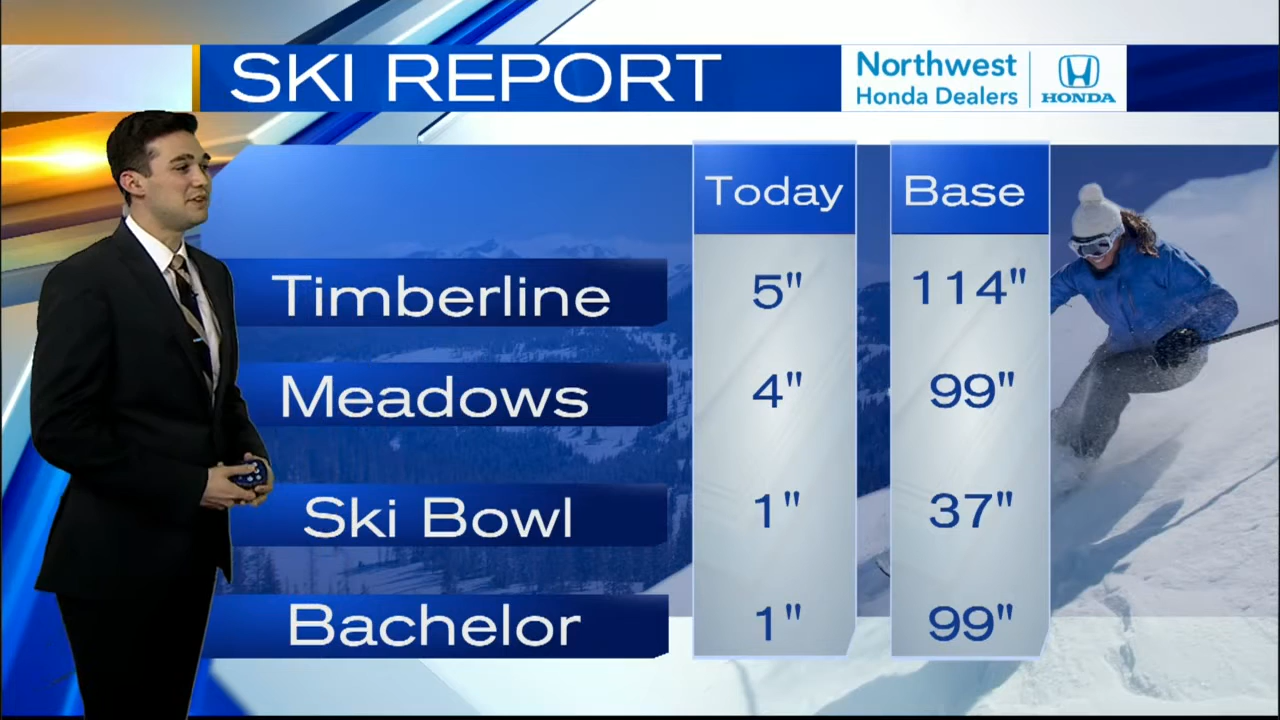 SKI REPORT
Northwest
Honda Dealers
HONDA
Today Base
Timberline 5" 114"
Meadows 4" 99"
Ski Bowl 1" 37"
Bachelor 1" 99"